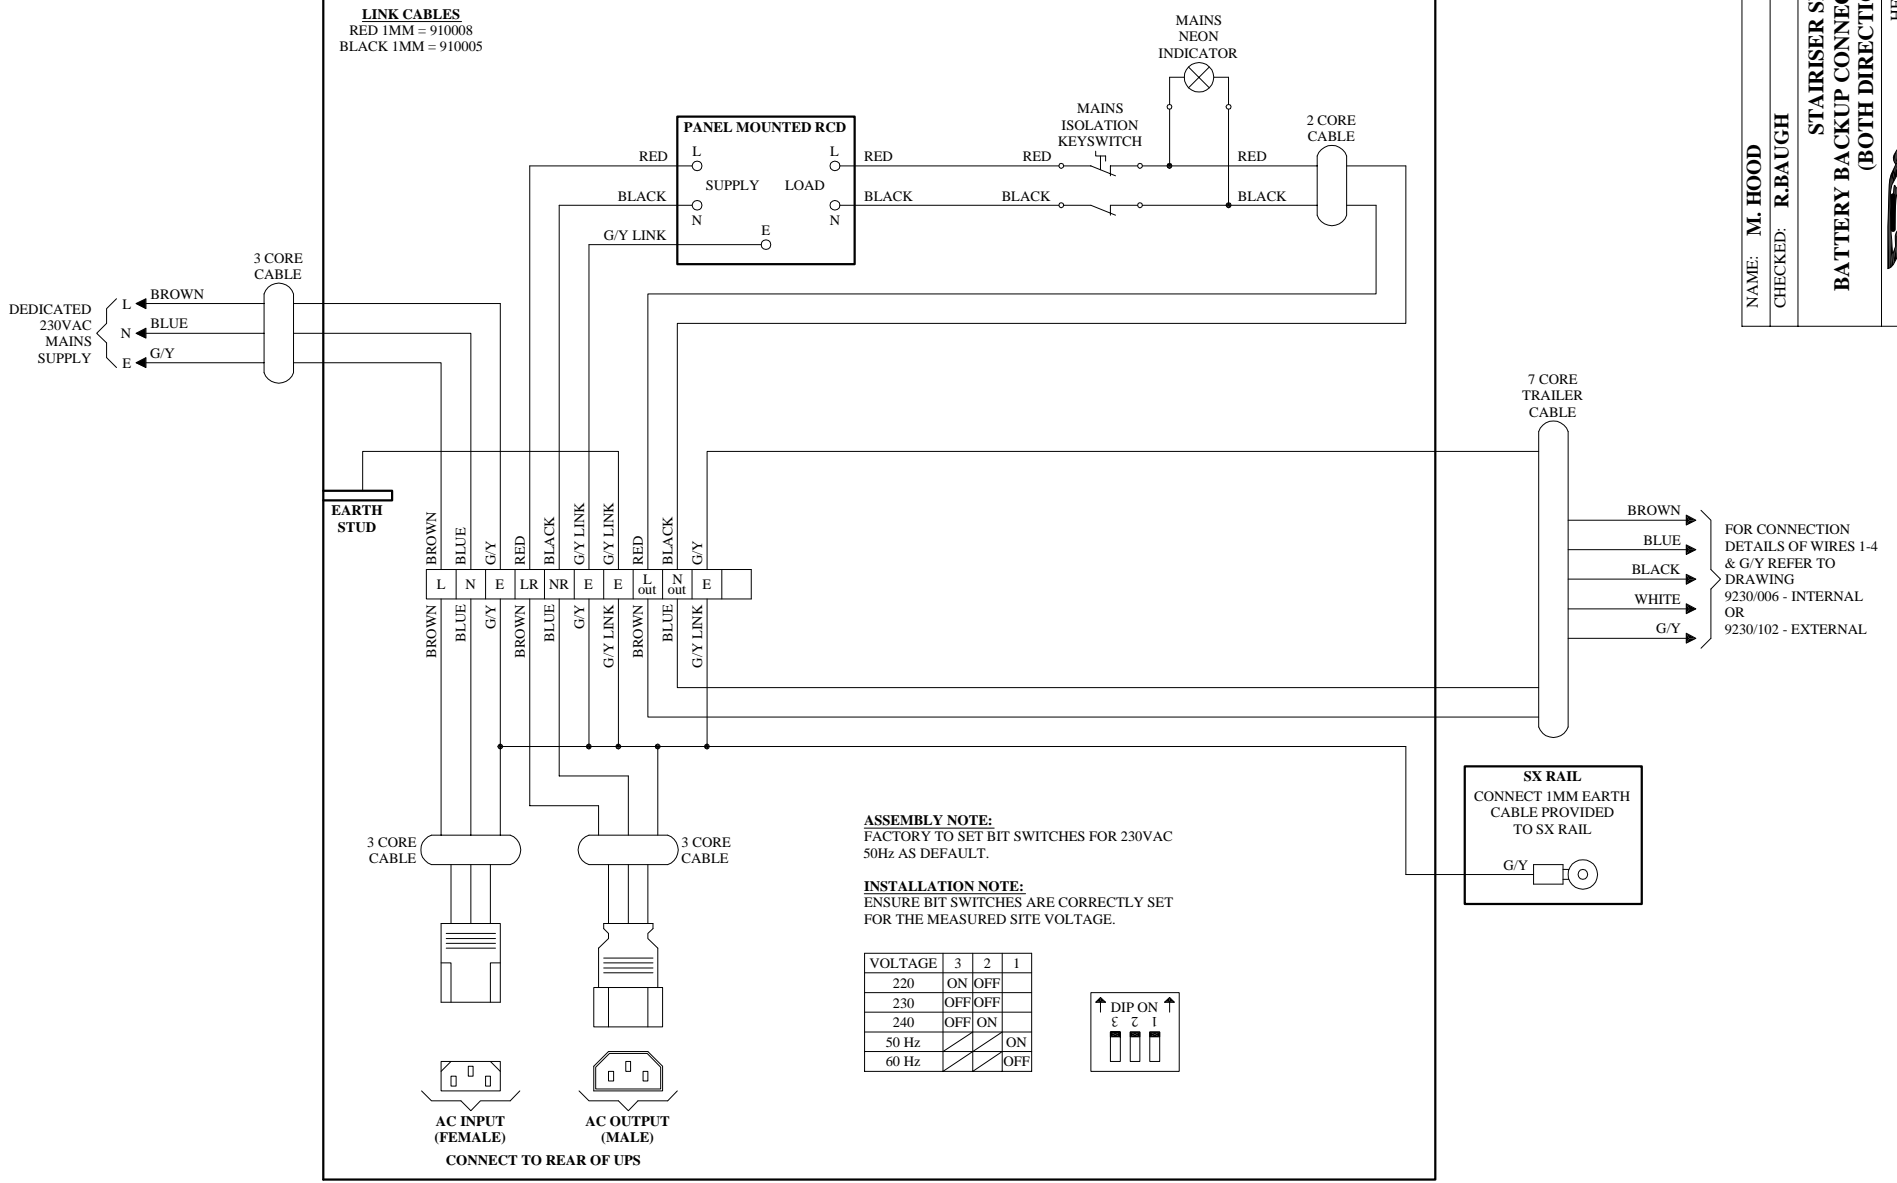 LINK CABLES
RED 1MM = 910008
BLACK 1MM = 910005
MAINS
NEON
INDICATOR
MAINS
ISOLATION
KEYSWITCH
2 CORE
CABLE
PANEL MOUNTED RCD
RED
L
L
RED
RED
RED
SUPPLY
LOAD
BLACK
N
N
BLACK
BLACK
BLACK
G/Y LINK
E
NAME: M. HOOD
CHECKED: R.BAUGH
STAIRISER
BATTERY BACKUP
(BOTH
3 CORE
CABLE
DEDICATED
230VAC
MAINS
SUPPLY
L
BROWN
N
BLUE
E
G/Y
7 CORE
TRAILER
CABLE
EARTH
STUD
BROWN
BLUE
G/Y
RED
BLACK
G/Y LINK
G/Y LINK
RED
BLACK
G/Y
L
N
E
LR
NR
E
E
L out
N out
E
BROWN
BLUE
G/Y
BROWN
BLUE
G/Y
G/Y LINK
BROWN
BLUE
G/Y LINK
BROWN
BLUE
BLACK
WHITE
G/Y
FOR CONNECTION
DETAILS OF WIRES 1-4
& G/Y REFER TO
DRAWING
9230/006 - INTERNAL
OR
9230/102 - EXTERNAL
SX RAIL
CONNECT 1MM EARTH
CABLE PROVIDED
TO SX RAIL
G/Y
3 CORE
CABLE
3 CORE
CABLE
ASSEMBLY NOTE:
FACTORY TO SET BIT SWITCHES FOR 230VAC
50Hz AS DEFAULT.
INSTALLATION NOTE:
ENSURE BIT SWITCHES ARE CORRECTLY SET
FOR THE MEASURED SITE VOLTAGE.
VOLTAGE 3 2 1
220 ON OFF
230 OFF OFF
240 OFF ON
50 Hz ON
60 Hz OFF
DIP ON
3 2 1
AC INPUT
(FEMALE)
AC OUTPUT
(MALE)
CONNECT TO REAR OF UPS